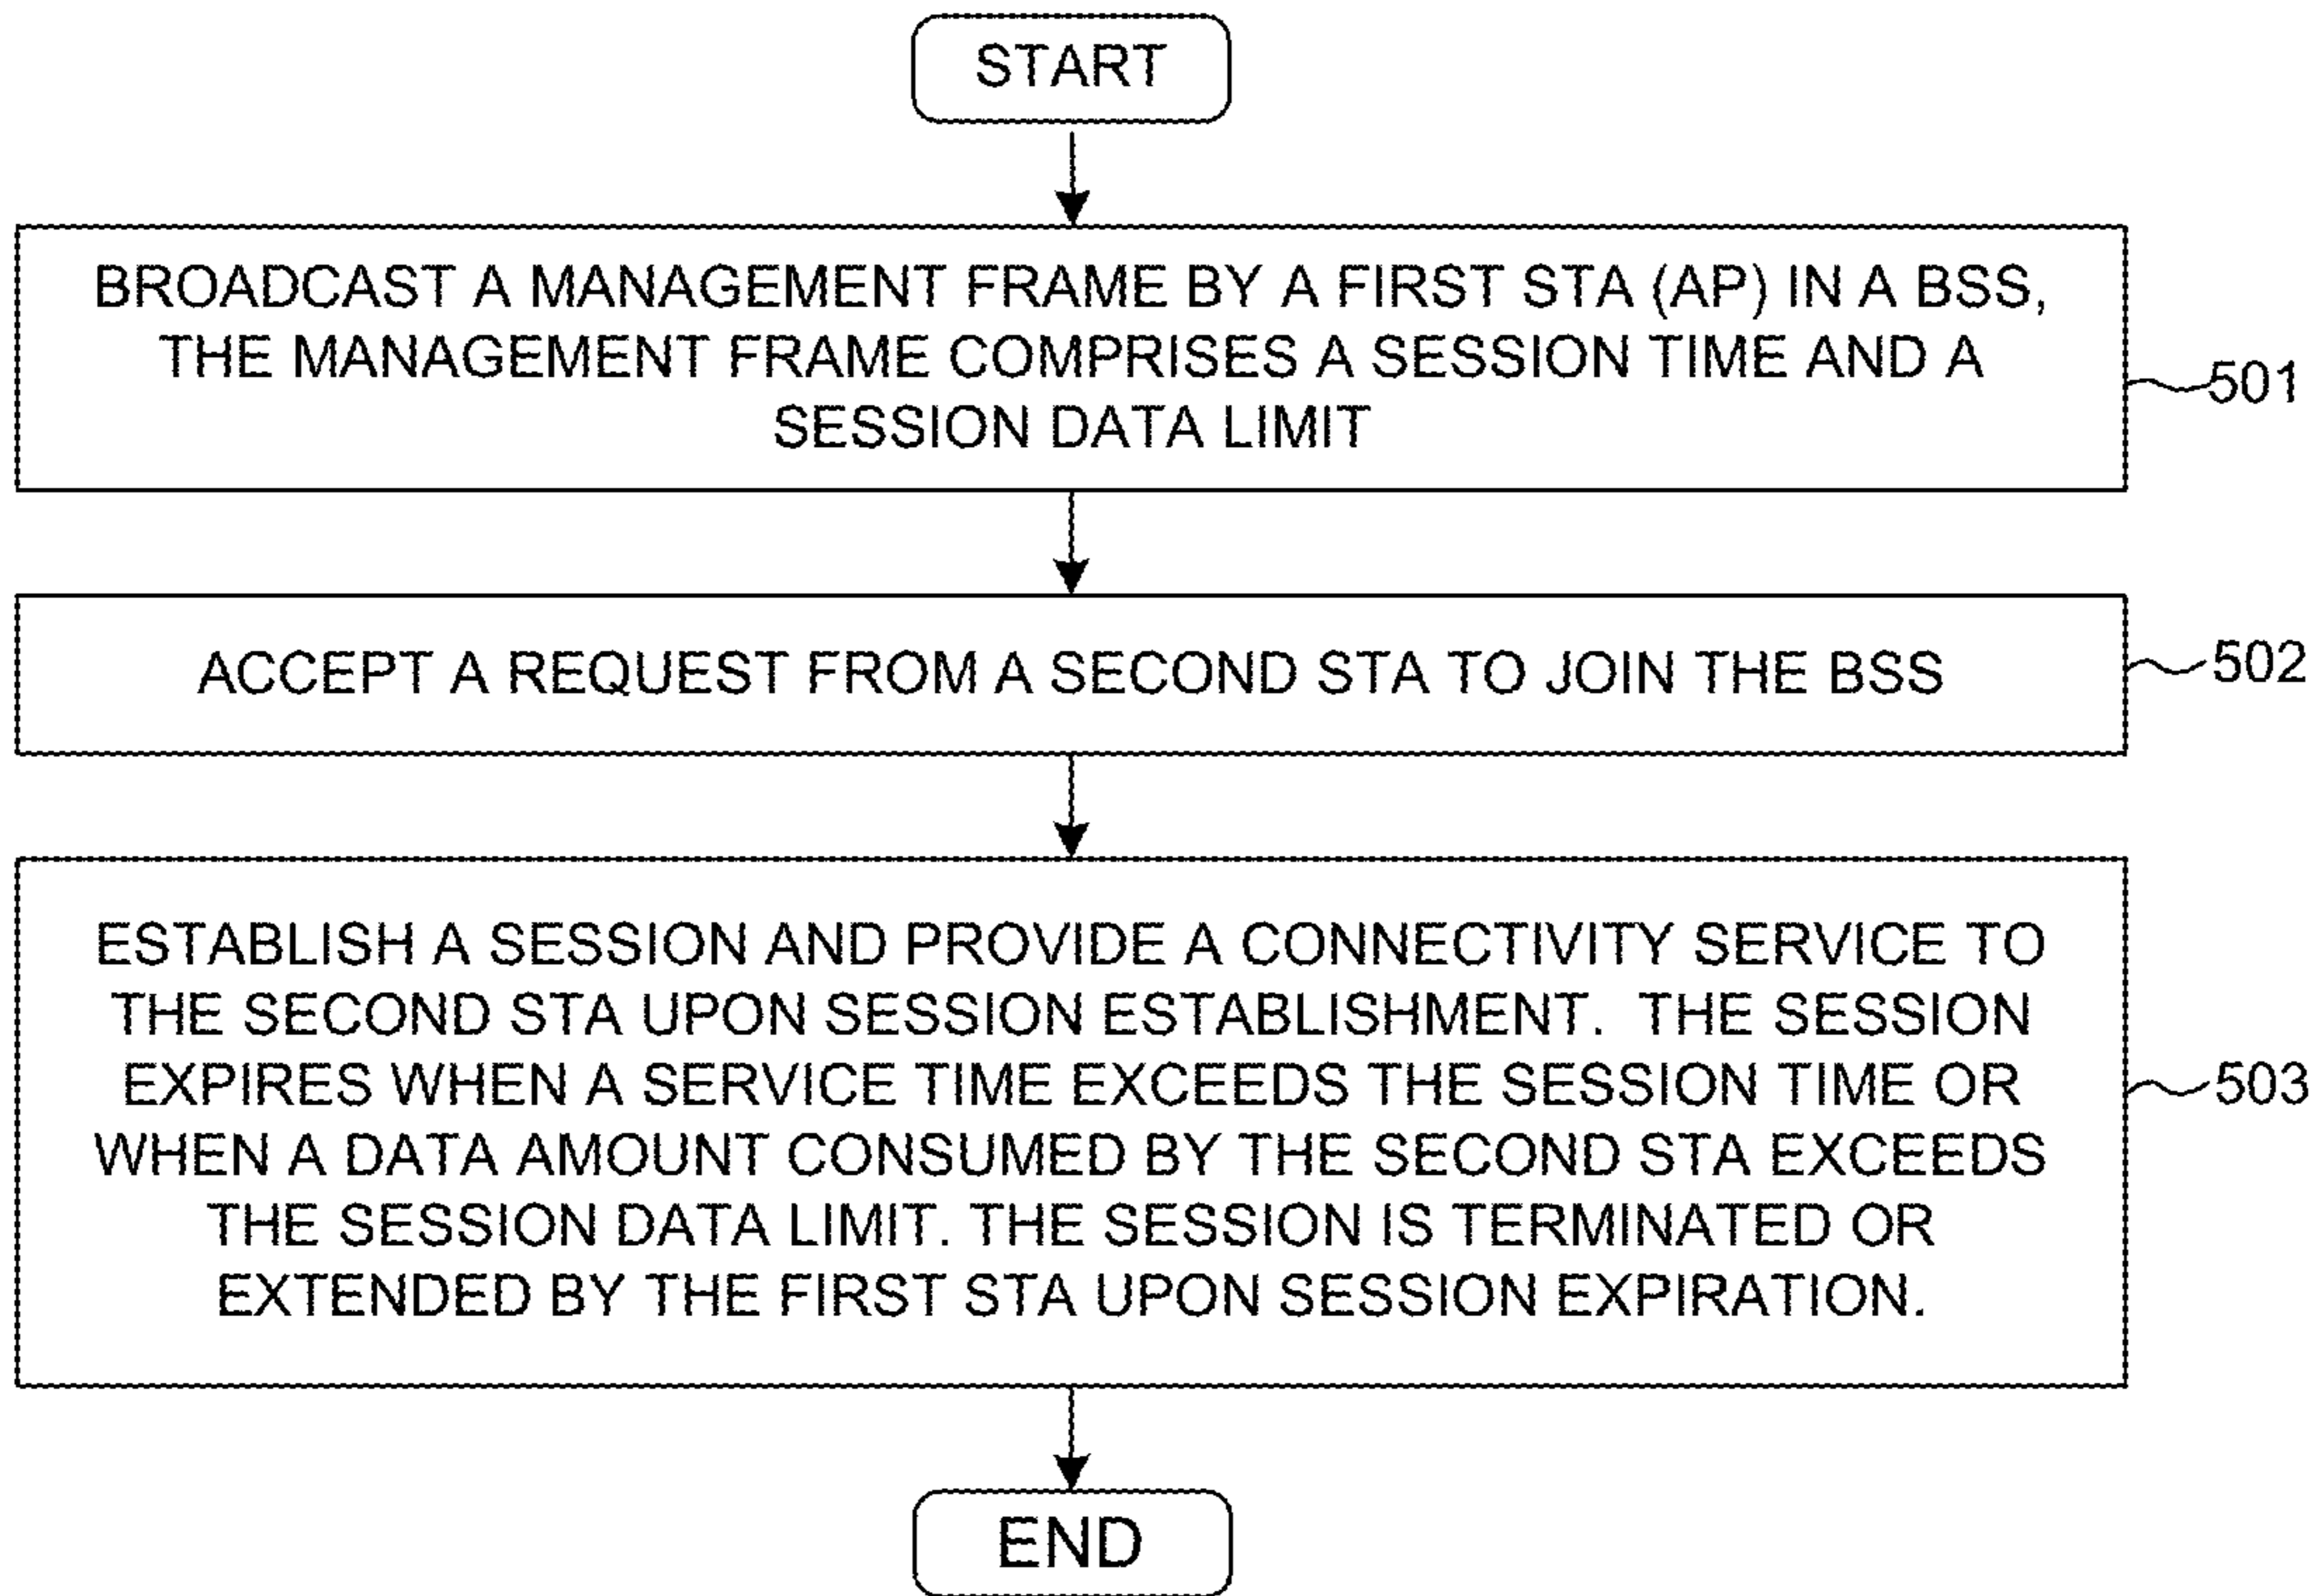 START
BROADCAST A MANAGEMENT FRAME BY A FIRST STA (AP) IN A BSS,
THE MANAGEMENT FRAME COMPRISES A SESSION TIME AND A
SESSION DATA LIMIT
501
ACCEPT A REQUEST FROM A SECOND STA TO JOIN THE BSS
502
ESTABLISH A SESSION AND PROVIDE A CONNECTIVITY SERVICE TO
THE SECOND STA UPON SESSION ESTABLISHMENT. THE SESSION
EXPIRES WHEN A SERVICE TIME EXCEEDS THE SESSION TIME OR
WHEN A DATA AMOUNT CONSUMED BY THE SECOND STA EXCEEDS
THE SESSION DATA LIMIT. THE SESSION IS TERMINATED OR
EXTENDED BY THE FIRST STA UPON SESSION EXPIRATION.
503
END